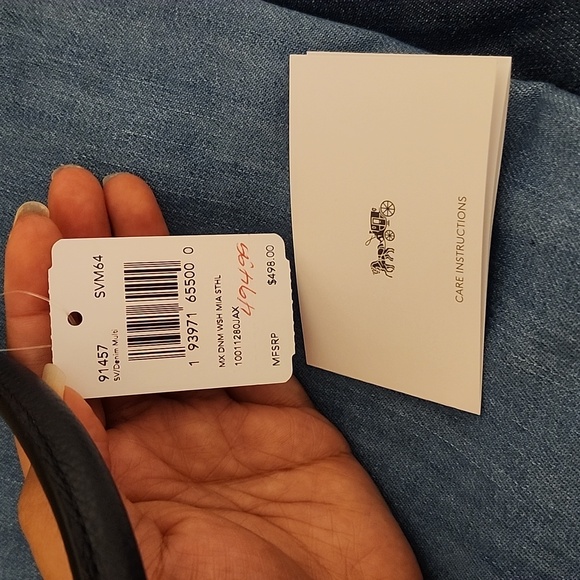 SVM64
91457
SV/Denim Multi
1 93971 65500 0
MX DNM WSH MIA STHL
10011280JAX
MFSRP
$498.00
CARE INSTRUCTIONS